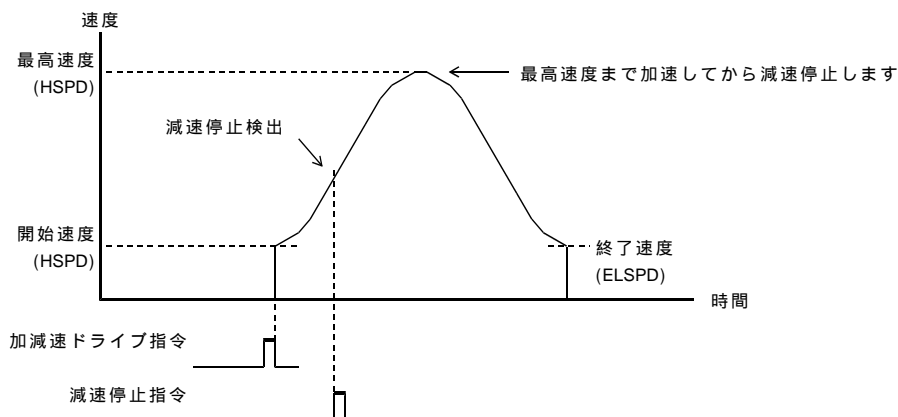 速度
最高速度
(HSPD)
最高速度まで加速してから減速停止します
減速停止検出
開始速度
(HSPD)
終了速度
(ELSPD)
時間
加減速ドライブ指令
減速停止指令